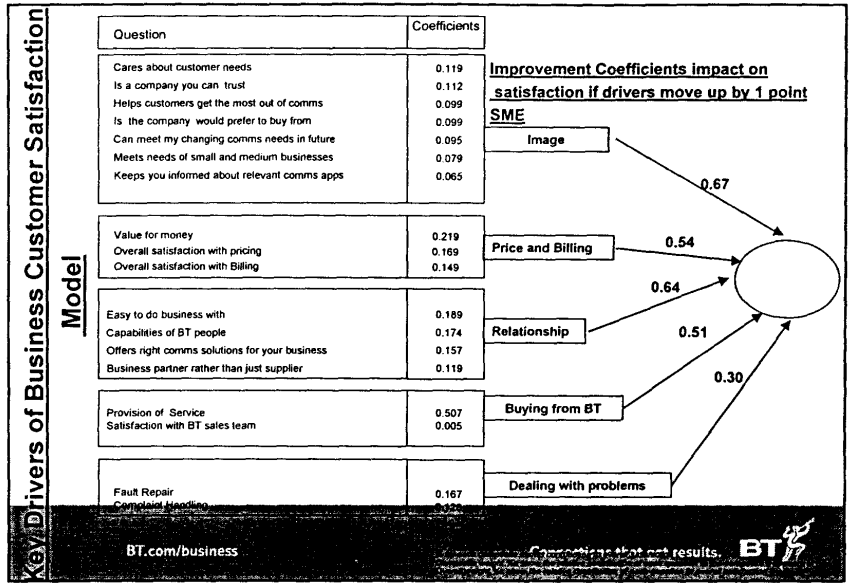 Key Drivers of Business Customer Satisfaction
Model
Question
Coefficients
Cares about customer needs 0.119
Is a company you can trust 0.112
Helps customers get the most out of comms 0.099
Is the company would prefer to buy from 0.099
Can meet my changing comms needs in future 0.095
Meets needs of small and medium businesses 0.079
Keeps you informed about relevant comms apps 0.065
Improvement Coefficients impact on
satisfaction if drivers move up by 1 point
SME
Image
0.67
Value for money 0.219
Overall satisfaction with pricing 0.169
Overall satisfaction with Billing 0.149
Price and Billing
0.54
Easy to do business with 0.189
Capabilities of BT people 0.174
Offers right comms solutions for your business 0.157
Business partner rather than just supplier 0.119
Relationship
0.64
Provision of Service 0.507
Satisfaction with BT sales team 0.005
Buying from BT
0.51
Fault Repair 0.167
Complaint Handling
Dealing with problems
0.30
BT.com/business
Connections that get results.
BT